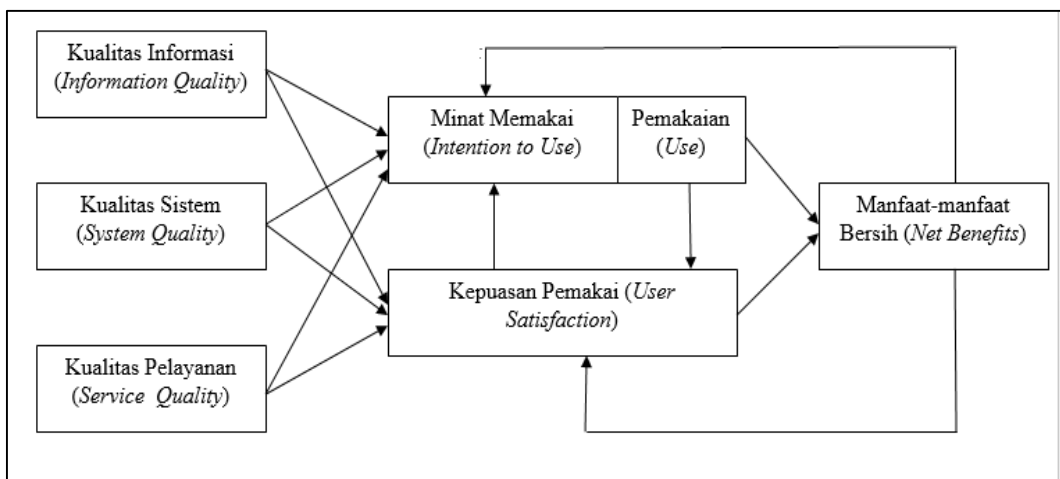 Kualitas Informasi
(Information Quality)
Minat Memakai
(Intention to Use)
Pemakaian
(Use)
Kualitas Sistem
(System Quality)
Manfaat-manfaat
Bersih (Net Benefits)
Kepuasan Pemakai (User
Satisfaction)
Kualitas Pelayanan
(Service Quality)